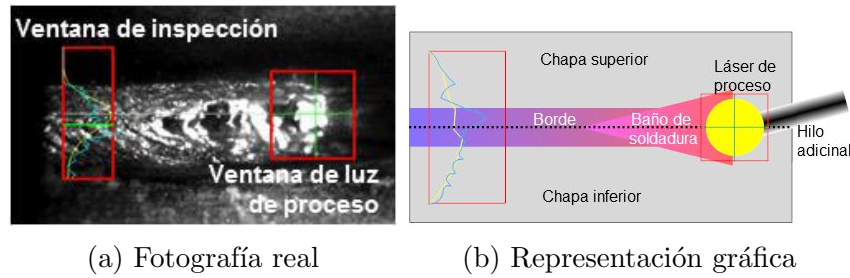 Ventana de inspección
Ventana de luz
de proceso
Chapa superior
Láser de
proceso
Borde
Baño de
soldadura
Hilo
adicinal
Chapa inferior
(a) Fotografía real
(b) Representación gráfica